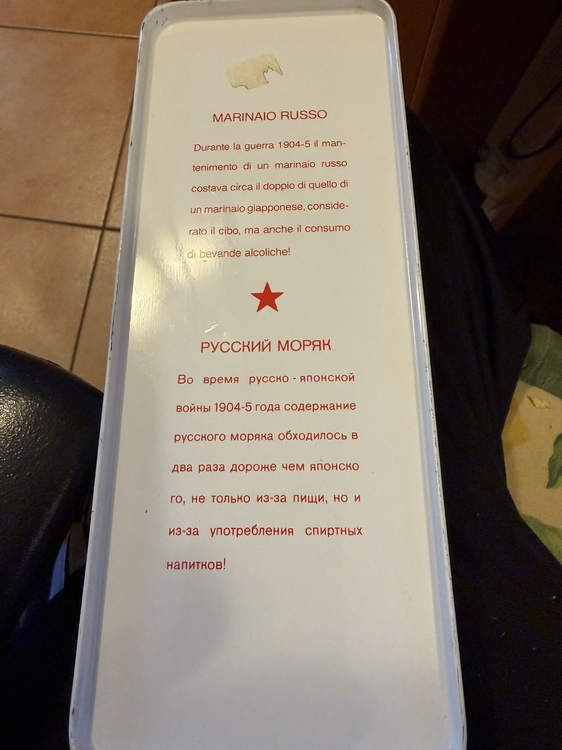 MARINAIO RUSSO
Durante la guerra 1904-5 il man-
tenimento di un marinaio russo
costava circa il doppio di quello di
un marinaio giapponese, conside-
rato il cibo, ma anche il consumo
di bevande alcoliche!
РУССКИЙ МОРЯК
Во время русско-японской
войны 1904-5 года содержание
русского моряка обходилось в
два раза дороже чем японско
го, не только из-за пищи, но и
из-за употребления спиртных
напитков!